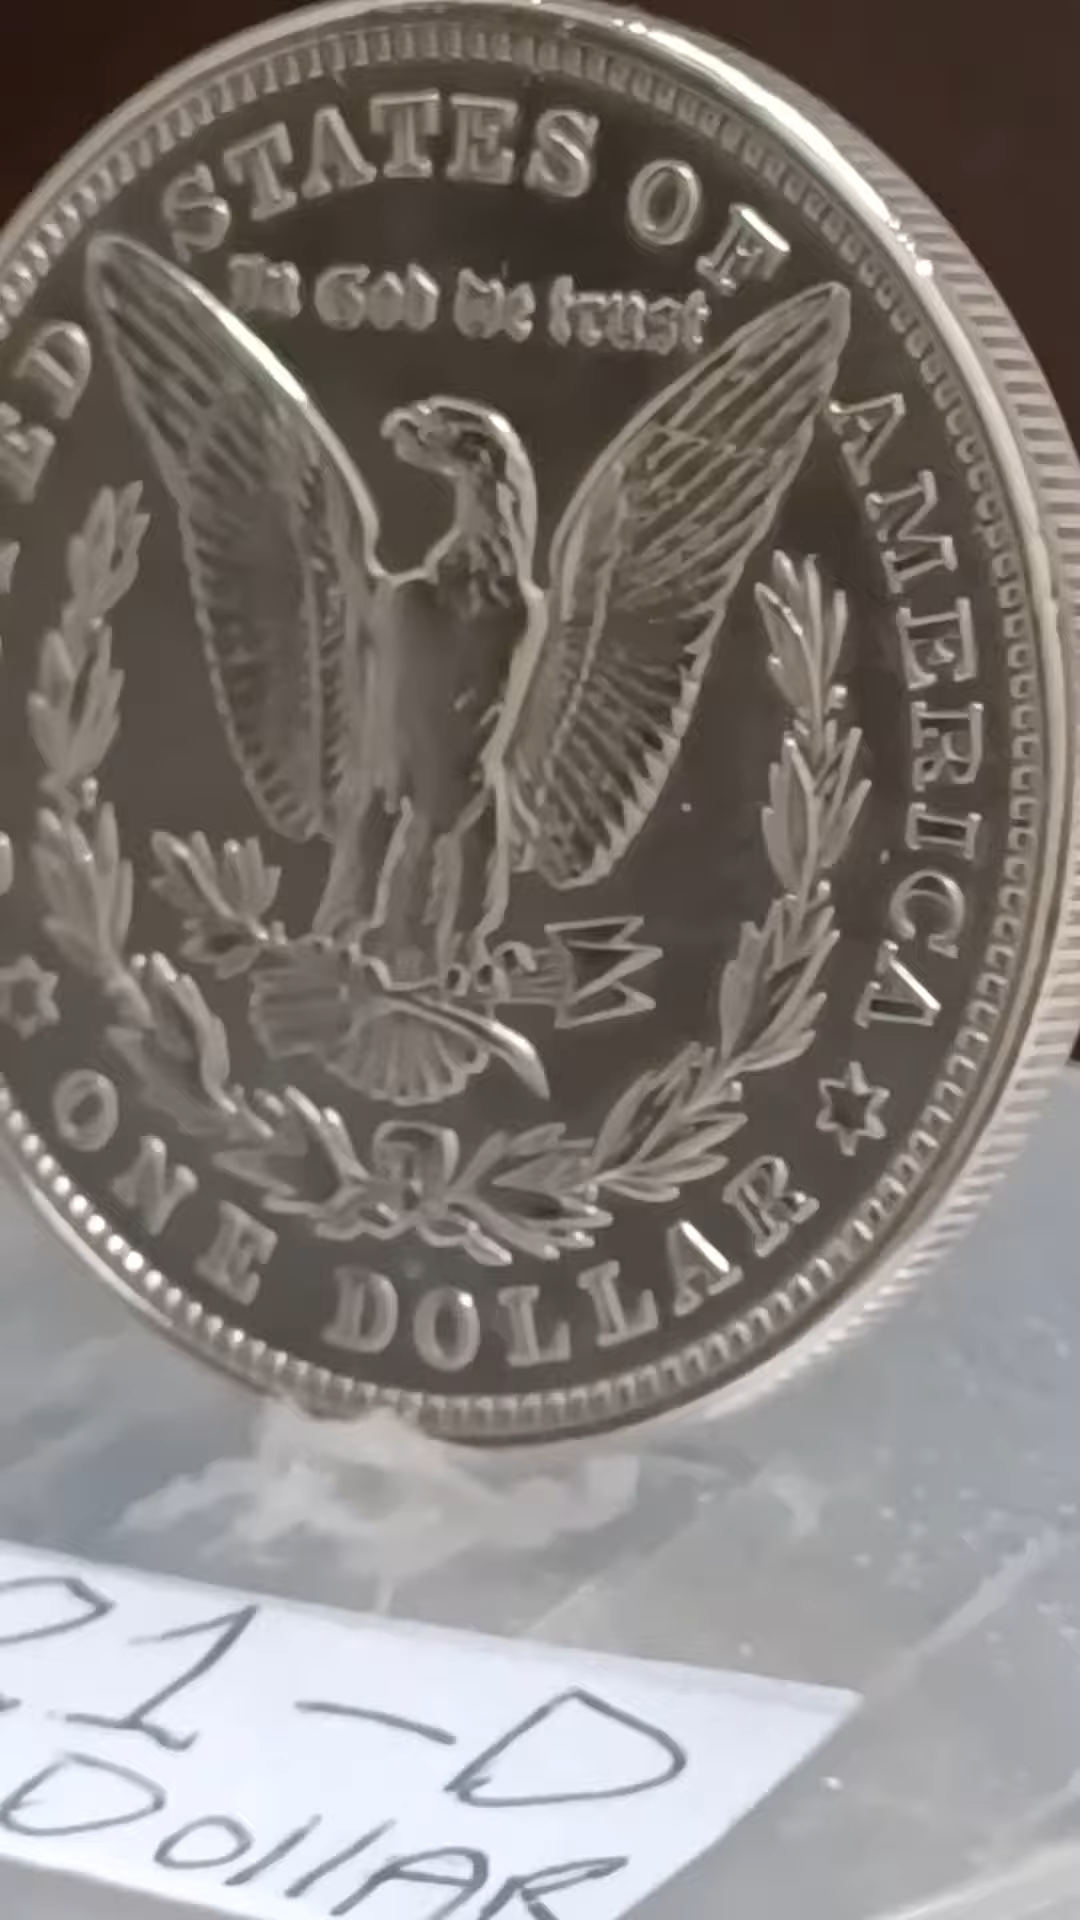 ED STATES OF AMERICA
In God We trust
ONE DOLLAR
21-D
DollAR